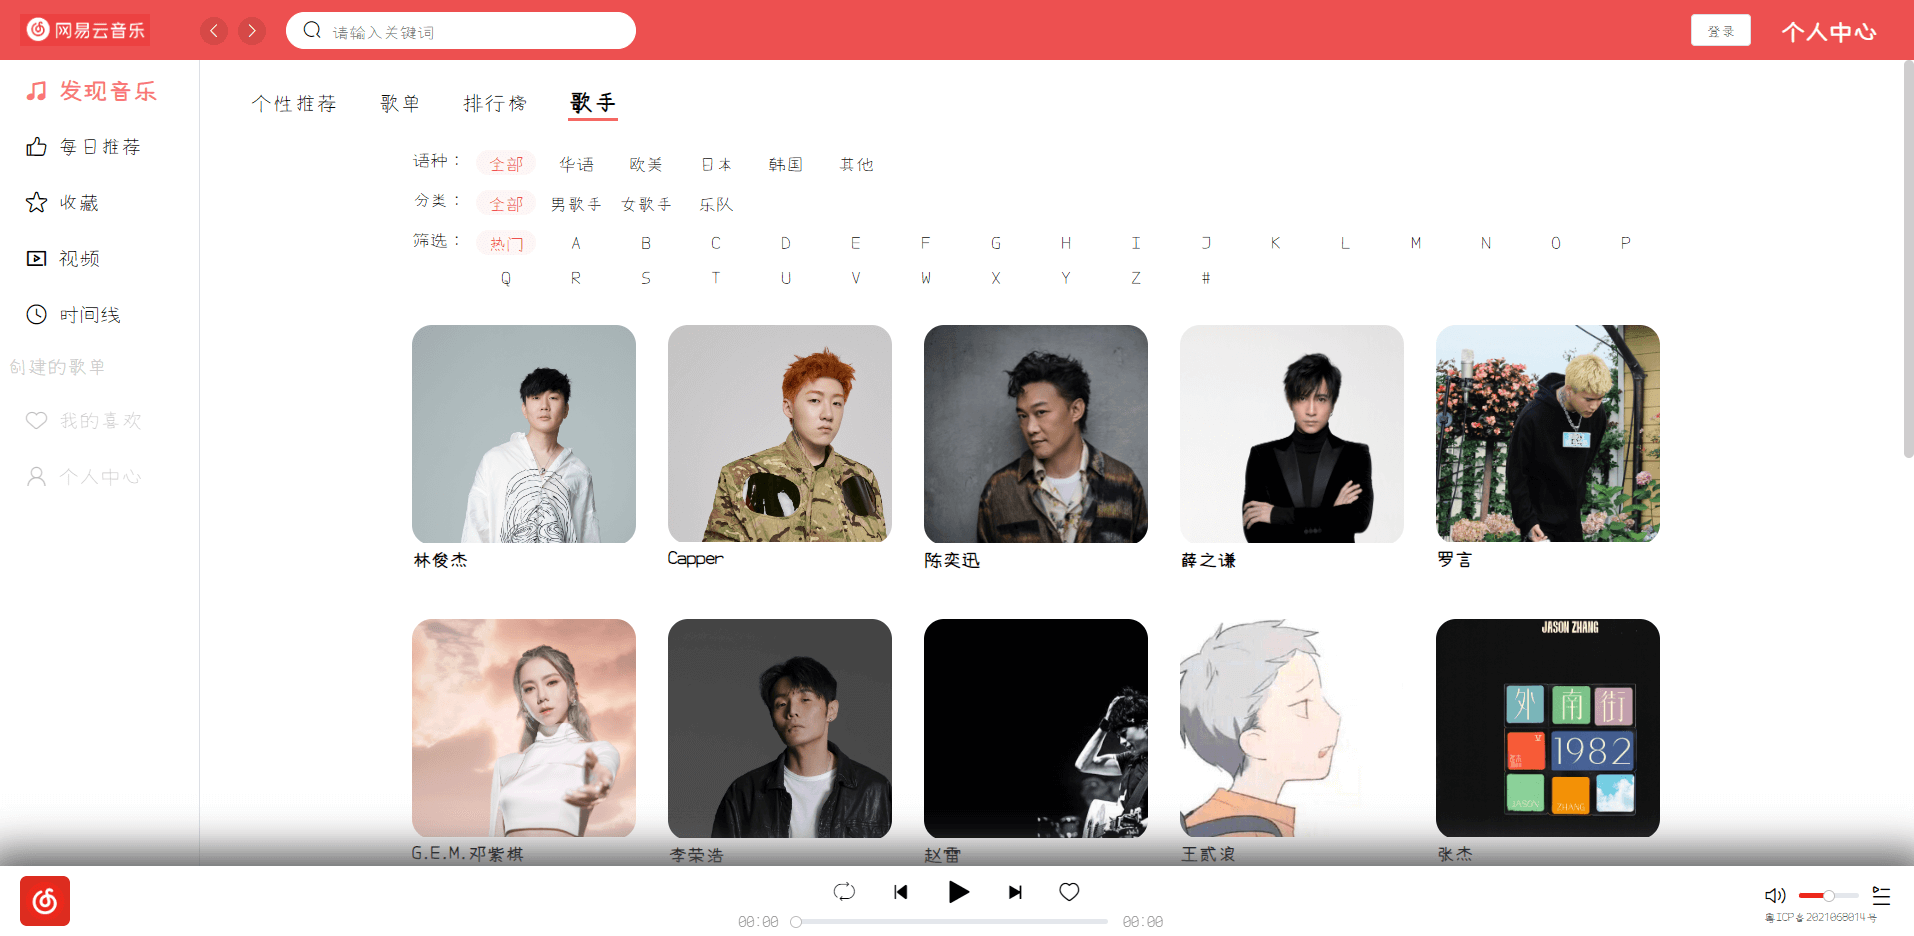 网易云音乐
请输入关键词
登录
个人中心
发现音乐
每日推荐
收藏
视频
时间线
创建的歌单
我的喜欢
个人中心
个性推荐 歌单 排行榜 歌手
语种： 全部 华语 欧美 日本 韩国 其他
分类： 全部 男歌手 女歌手 乐队
筛选： 热门 A B C D E F G H I J K L M N O P
Q R S T U V W X Y Z #
林俊杰 Capper 陈奕迅 薛之谦 罗言
JASON ZHANG
外 南 街
1982
JASON ZHANG
G.E.M.邓紫棋 李荣浩 赵雷 王贰浪 张杰
00:00 00:00
粤ICP备2021068014号